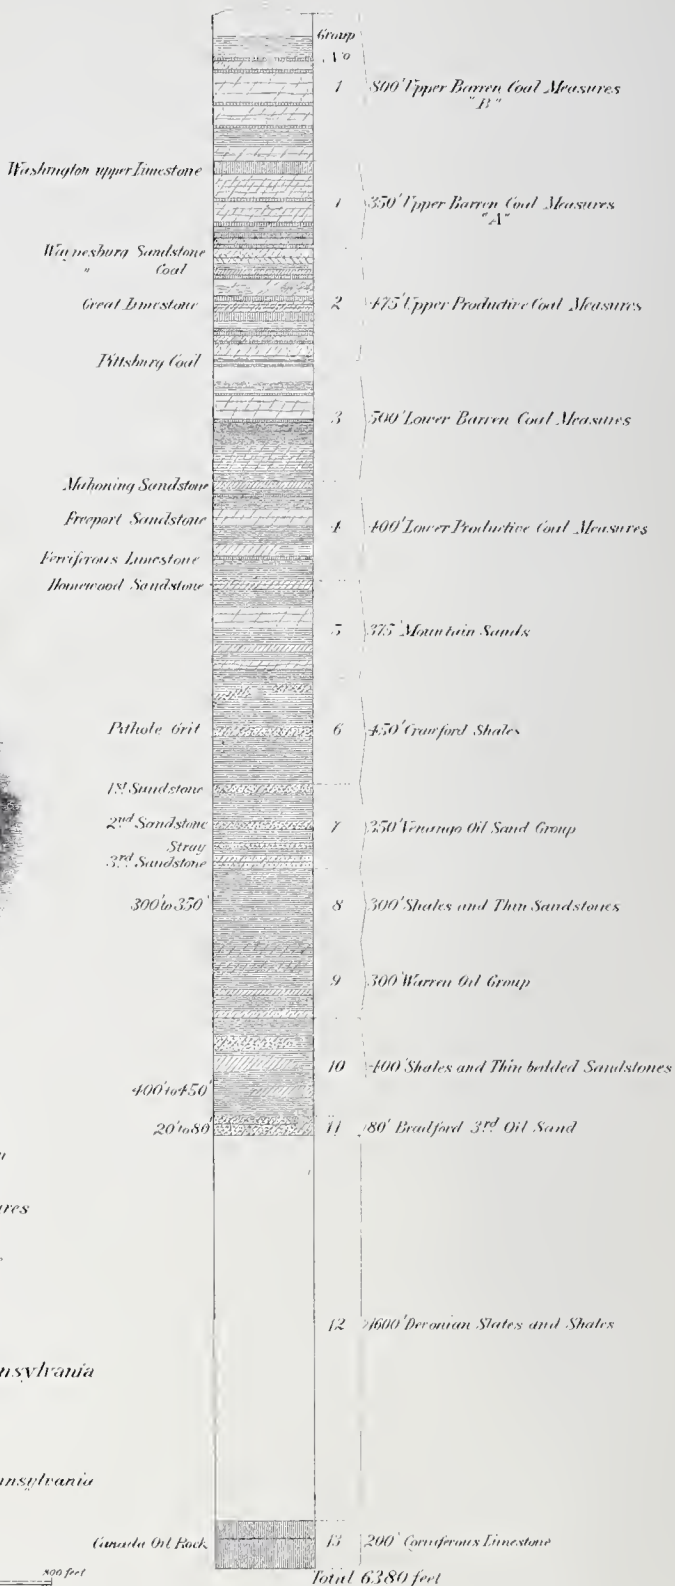 Group
No
1 800' Upper Barren Coal Measures
"B"
Washington upper Limestone
1 350' Upper Barren Coal Measures
"A"
Waynesburg Sandstone
" Coal
Great Limestone 2 475' Upper Productive Coal Measures
Pittsburg Coal
3 500' Lower Barren Coal Measures
Mahoning Sandstone
Freeport Sandstone 4 400' Lower Productive Coal Measures
Ferriferous Limestone
Homewood Sandstone
5 375' Mountain Sands
Pithole Grit 6 450' Crawford Shales
1st Sandstone
2nd Sandstone 7 350' Venango Oil Sand Group
Stray
3rd Sandstone
300' to 350' 8 300' Shales and Thin Sandstones
9 300' Warren Oil Group
10 400' Shales and Thin bedded Sandstones
400' to 450'
20' to 80' 11 80' Bradford 3rd Oil Sand
res
12 1600' Devonian Slates and Shales
nsylvania
nsylvania
Canada Oil Rock 13 200' Corniferous Limestone
800 feet
Total 6380 feet